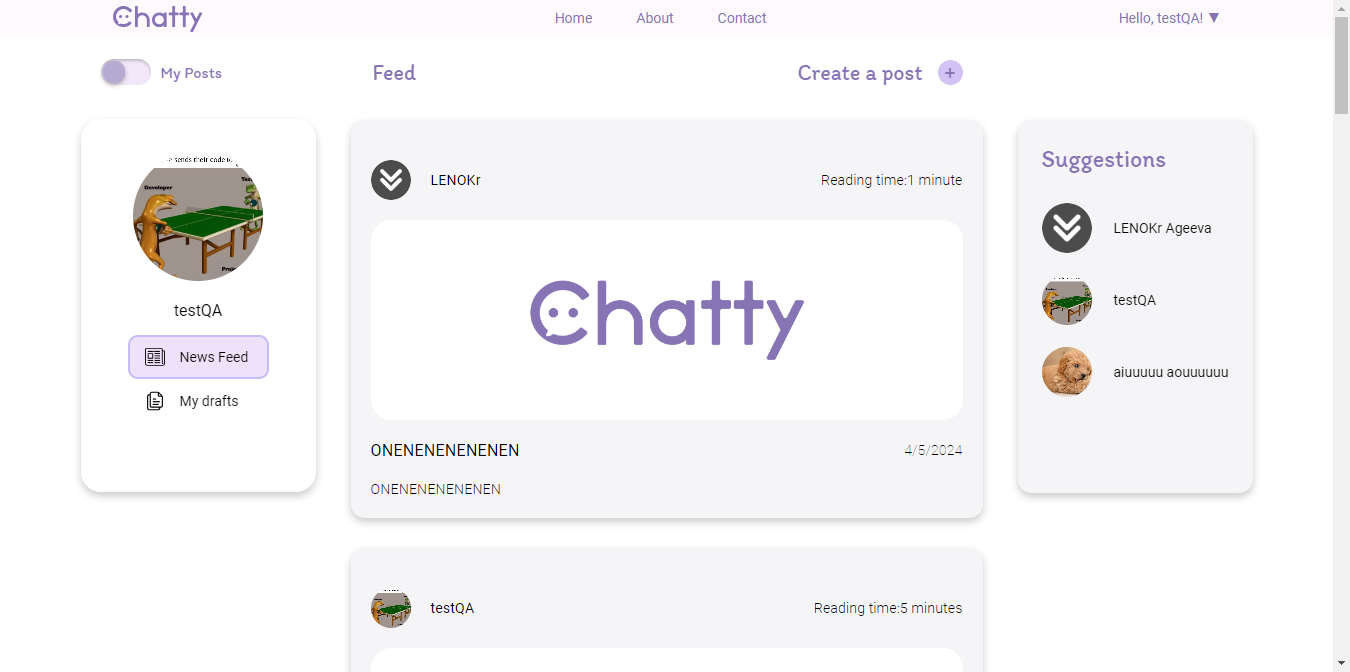 Chatty
Home About Contact
Hello, testQA! ▼
My Posts
Feed
Create a post +
sends their code to
Developer
testQA
News Feed
My drafts
LENOKr
Reading time:1 minute
Chatty
ONENENENENENEN
4/5/2024
ONENENENENENEN
testQA
Reading time:5 minutes
Suggestions
LENOKr Ageeva
testQA
aiuuuuu aouuuuuu